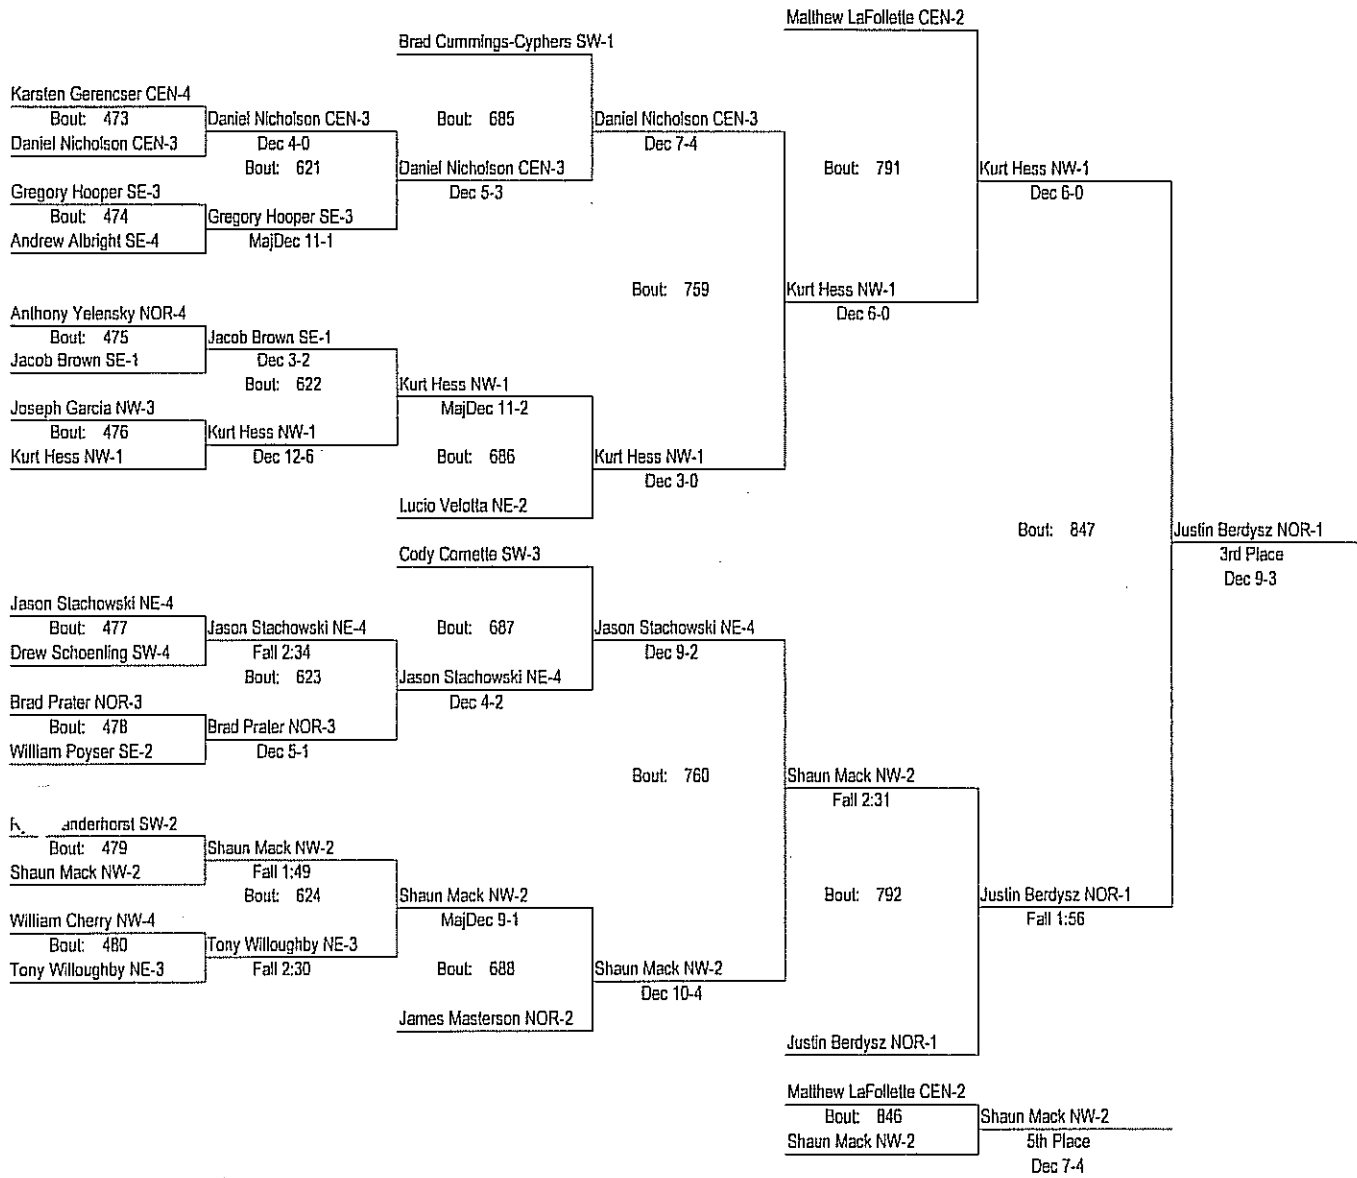 Matthew LaFollette CEN-2
Brad Cummings-Cyphers SW-1
Karsten Gerencser CEN-4
Bout: 473
Daniel Nicholson CEN-3
Daniel Nicholson CEN-3
Dec 4-0
Bout: 621
Bout: 685
Daniel Nicholson CEN-3
Dec 7-4
Daniel Nicholson CEN-3
Dec 5-3
Bout: 791
Kurt Hess NW-1
Dec 6-0
Gregory Hooper SE-3
Bout: 474
Andrew Albright SE-4
Gregory Hooper SE-3
MajDec 11-1
Bout: 759
Kurt Hess NW-1
Dec 6-0
Anthony Yelensky NOR-4
Bout: 475
Jacob Brown SE-1
Jacob Brown SE-1
Dec 3-2
Bout: 622
Kurt Hess NW-1
MajDec 11-2
Joseph Garcia NW-3
Bout: 476
Kurt Hess NW-1
Kurt Hess NW-1
Dec 12-6
Bout: 686
Kurt Hess NW-1
Dec 3-0
Lucio Velotta NE-2
Bout: 847
Justin Berdysz NOR-1
3rd Place
Dec 9-3
Cody Cornette SW-3
Jason Stachowski NE-4
Bout: 477
Drew Schoenling SW-4
Jason Stachowski NE-4
Fall 2:34
Bout: 623
Bout: 687
Jason Stachowski NE-4
Dec 9-2
Jason Stachowski NE-4
Dec 4-2
Brad Prater NOR-3
Bout: 478
William Poyser SE-2
Brad Prater NOR-3
Dec 5-1
Bout: 760
Shaun Mack NW-2
Fall 2:31
anderhorst SW-2
Bout: 479
Shaun Mack NW-2
Shaun Mack NW-2
Fall 1:49
Bout: 624
Shaun Mack NW-2
MajDec 9-1
Bout: 792
Justin Berdysz NOR-1
Fall 1:56
William Cherry NW-4
Bout: 480
Tony Willoughby NE-3
Tony Willoughby NE-3
Fall 2:30
Bout: 688
Shaun Mack NW-2
Dec 10-4
James Masterson NOR-2
Justin Berdysz NOR-1
Matthew LaFollette CEN-2
Bout: 846
Shaun Mack NW-2
Shaun Mack NW-2
5th Place
Dec 7-4